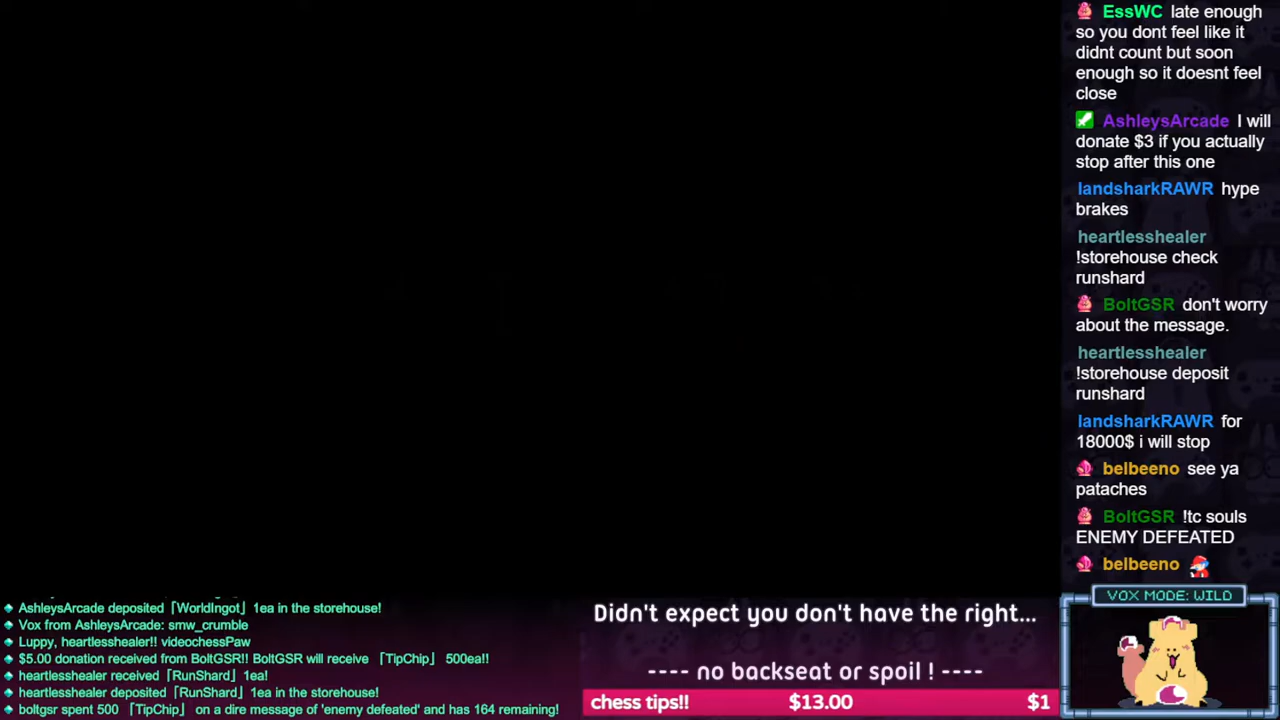 EssWC late enough
so you dont feel like it
didnt count but soon
enough so it doesnt feel
close
AshleysArcade I will
donate $3 if you actually
stop after this one
landsharkRAWR hype
brakes
heartlesshealer
!storehouse check
runshard
BoltGSR don't worry
about the message.
heartlesshealer
!storehouse deposit
runshard
landsharkRAWR for
18000$ i will stop
belbeeno see ya
pataches
BoltGSR !tc souls
ENEMY DEFEATED
belbeeno
AshleysArcade deposited「WorldIngot」1ea in the storehouse!
Vox from AshleysArcade: smw_crumble
Luppy, heartlesshealer!! videochessPaw
$5.00 donation received from BoltGSR!! BoltGSR will receive 「TipChip」 500ea!!
heartlesshealer received「RunShard」1ea!
heartlesshealer deposited「RunShard」1ea in the storehouse!
boltgsr spent 500 「TipChip」 on a dire message of 'enemy defeated' and has 164 remaining!
Didn't expect you don't have the right...
---- no backseat or spoil ! ----
chess tips!! $13.00 $1
VOX MODE: WILD